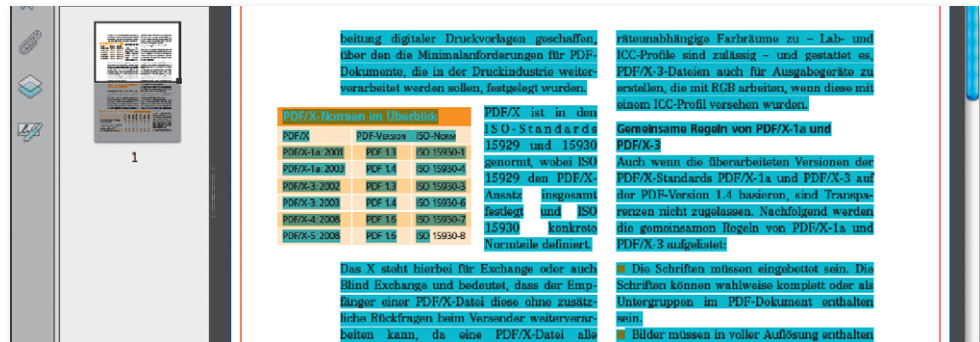 beitung digitaler Druckvorlagen geschaffen,
über den die Minimalanforderungen für PDF-
Dokumente, die in der Druckindustrie weiter-
verarbeitet werden sollen, festgelegt wurden.
PDF/X-Normen im Überblick
PDF/X PDF-Version ISO-Norm
PDF/X-1a: 2001 PDF 1.3 ISO 15930-1
PDF/X-1a: 2003 PDF 1.4 ISO 15930-4
PDF/X-3: 2002 PDF 1.3 ISO 15930-3
PDF/X-3: 2003 PDF 1.4 ISO 15930-6
PDF/X-4: 2008 PDF 1.6 ISO 15930-7
PDF/X-5: 2008 PDF 1.6 ISO 15930-8
PDF/X ist in den
ISO-Standards
15929 und 15930
genormt, wobei ISO
15929 den PDF/X-
Ansatz insgesamt
festlegt und ISO
15930 konkrete
Normteile definiert.
Das X steht hierbei für Exchange oder auch
Blind Exchange und bedeutet, dass der Emp-
fänger einer PDF/X-Datei diese ohne zusätz-
liche Rückfragen beim Versender weiterverar-
beiten kann, da eine PDF/X-Datei alle
räteunabhängige Farbräume zu – Lab- und
ICC-Profile sind zulässig – und gestattet es,
PDF/X-3-Dateien auch für Ausgabegeräte zu
erstellen, die mit RGB arbeiten, wenn diese mit
einem ICC-Profil versehen wurden.
Gemeinsame Regeln von PDF/X-1a und
PDF/X-3
Auch wenn die überarbeiteten Versionen der
PDF/X-Standards PDF/X-1a und PDF/X-3 auf
der PDF-Version 1.4 basieren, sind Transpa-
renzen nicht zugelassen. Nachfolgend werden
die gemeinsamen Regeln von PDF/X-1a und
PDF/X-3 aufgelistet:
■ Die Schriften müssen eingebettet sein. Die
Schriften können wahlweise komplett oder als
Untergruppen im PDF-Dokument enthalten
sein.
■ Bilder müssen in voller Auflösung enthalten
1